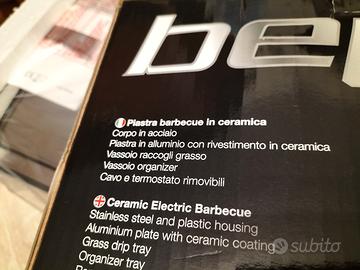 Piastra barbecue in ceramica
Corpo in acciaio
Piastra in alluminio con rivestimento in ceramica
Vassoio raccogli grasso
Vassoio organizer
Cavo e termostato rimovibili
Ceramic Electric Barbecue
Stainless steel and plastic housing
Aluminium plate with ceramic coating
Grass drip tray
Organizer tray
subito